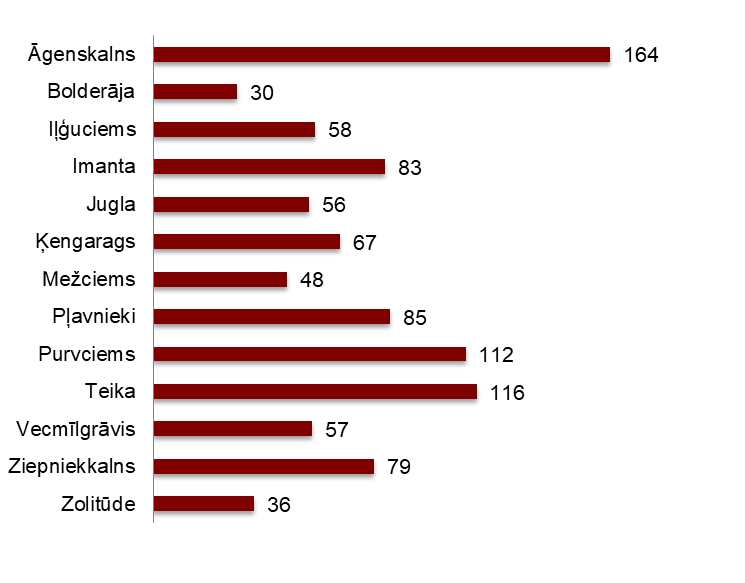 Āgenskalns 164
Bolderāja 30
Iļģuciems 58
Imanta 83
Jugla 56
Ķengarags 67
Mežciems 48
Pļavnieki 85
Purvciems 112
Teika 116
Vecmīlgrāvis 57
Ziepniekkalns 79
Zolitūde 36